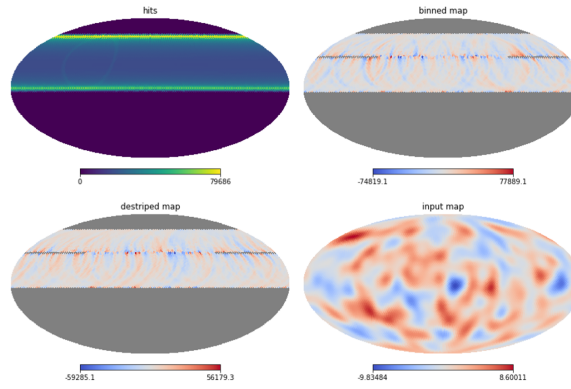 hits
binned map
0 79686
-74819.1 77889.1
destriped map
input map
-59285.1 56179.3
-9.83484 8.60011